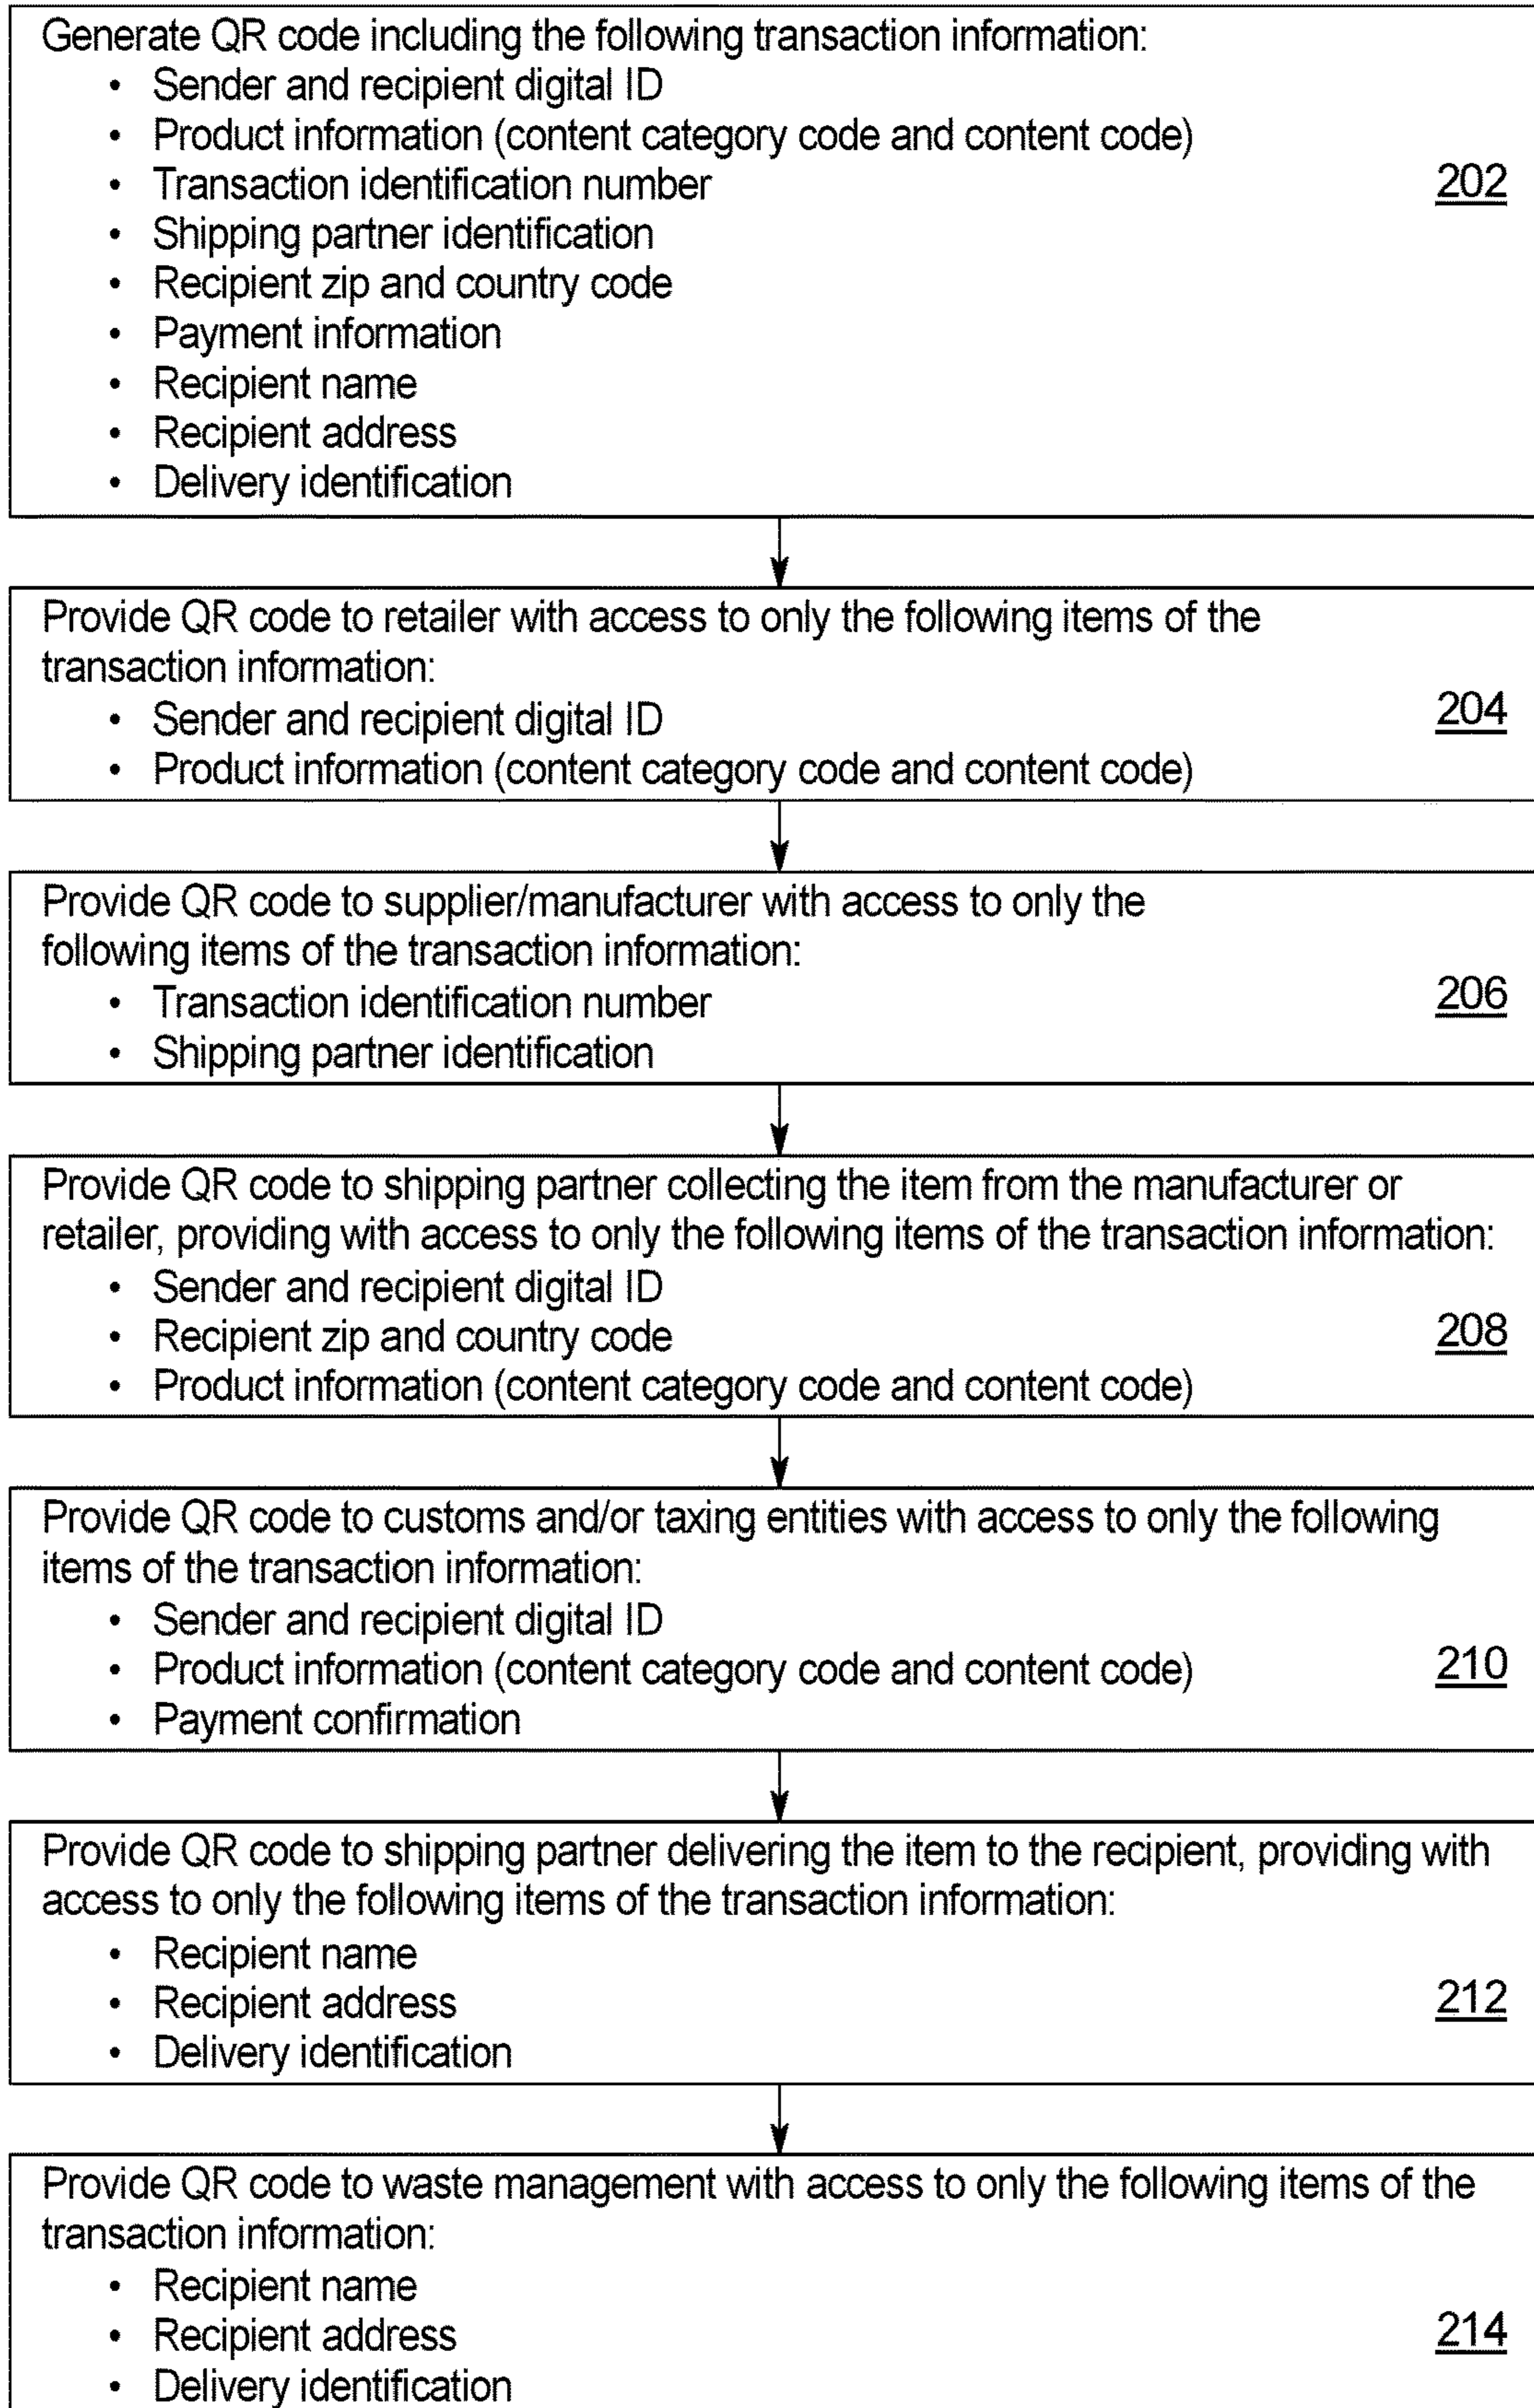 Generate QR code including the following transaction information:
• Sender and recipient digital ID
• Product information (content category code and content code)
• Transaction identification number
202
• Shipping partner identification
• Recipient zip and country code
• Payment information
• Recipient name
• Recipient address
• Delivery identification
Provide QR code to retailer with access to only the following items of the
transaction information:
• Sender and recipient digital ID
204
• Product information (content category code and content code)
Provide QR code to supplier/manufacturer with access to only the
following items of the transaction information:
• Transaction identification number
206
• Shipping partner identification
Provide QR code to shipping partner collecting the item from the manufacturer or
retailer, providing with access to only the following items of the transaction information:
• Sender and recipient digital ID
• Recipient zip and country code
208
• Product information (content category code and content code)
Provide QR code to customs and/or taxing entities with access to only the following
items of the transaction information:
• Sender and recipient digital ID
• Product information (content category code and content code)
210
• Payment confirmation
Provide QR code to shipping partner delivering the item to the recipient, providing with
access to only the following items of the transaction information:
• Recipient name
• Recipient address
212
• Delivery identification
Provide QR code to waste management with access to only the following items of the
transaction information:
• Recipient name
• Recipient address
214
• Delivery identification